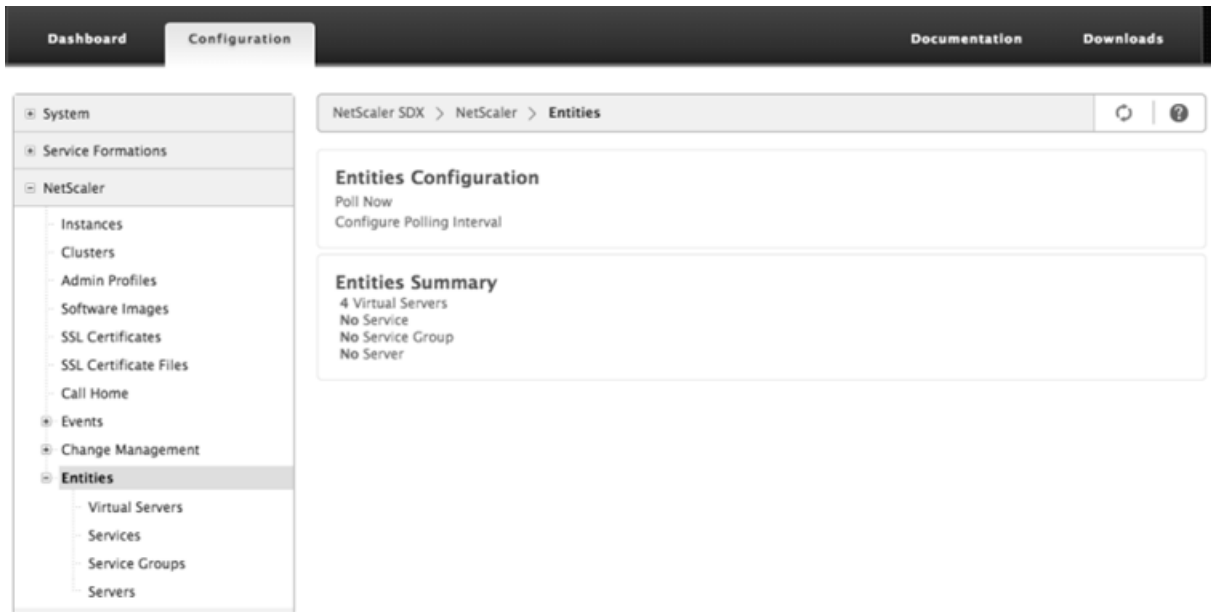 Dashboard
Configuration
Documentation
Downloads
System
Service Formations
NetScaler
Instances
Clusters
Admin Profiles
Software Images
SSL Certificates
SSL Certificate Files
Call Home
Events
Change Management
Entities
Virtual Servers
Services
Service Groups
Servers
NetScaler SDX > NetScaler > Entities
Entities Configuration
Poll Now
Configure Polling Interval
Entities Summary
4 Virtual Servers
No Service
No Service Group
No Server